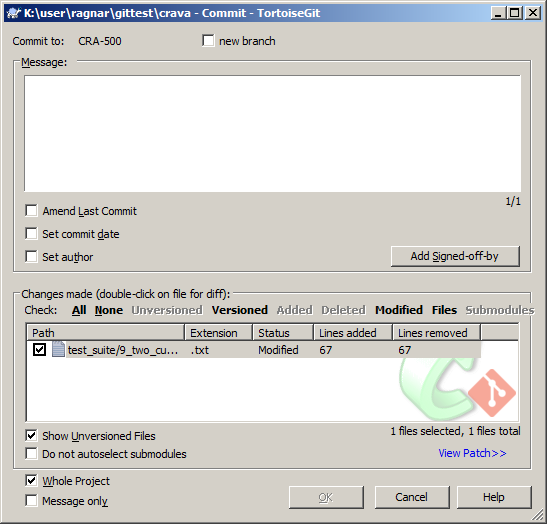 K:\user\ragnar\gittest\crava - Commit - TortoiseGit
Commit to: CRA-500 new branch
Message:
1/1
Amend Last Commit
Set commit date
Set author Add Signed-off-by
Changes made (double-click on file for diff):
Check: All None Unversioned Versioned Added Deleted Modified Files Submodules
Path Extension Status Lines added Lines removed
test_suite/9_two_cu... .txt Modified 67 67
Show Unversioned Files 1 files selected, 1 files total
Do not autoselect submodules View Patch>>
Whole Project
Message only OK Cancel Help